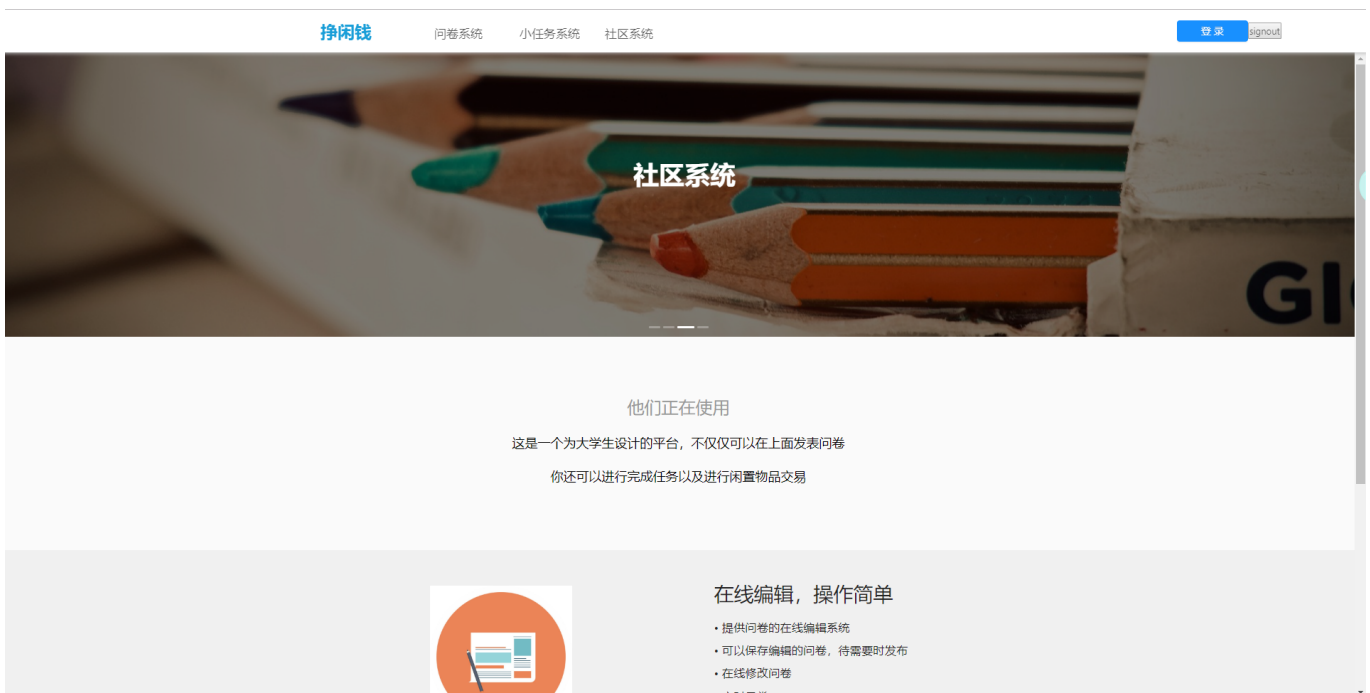 挣闲钱 问卷系统 小任务系统 社区系统 登录 signout
社区系统
他们正在使用
这是一个为大学生设计的平台，不仅仅可以在上面发表问卷
你还可以进行完成任务以及进行闲置物品交易
在线编辑，操作简单
• 提供问卷的在线编辑系统
• 可以保存编辑的问卷，待需要时发布
• 在线修改问卷